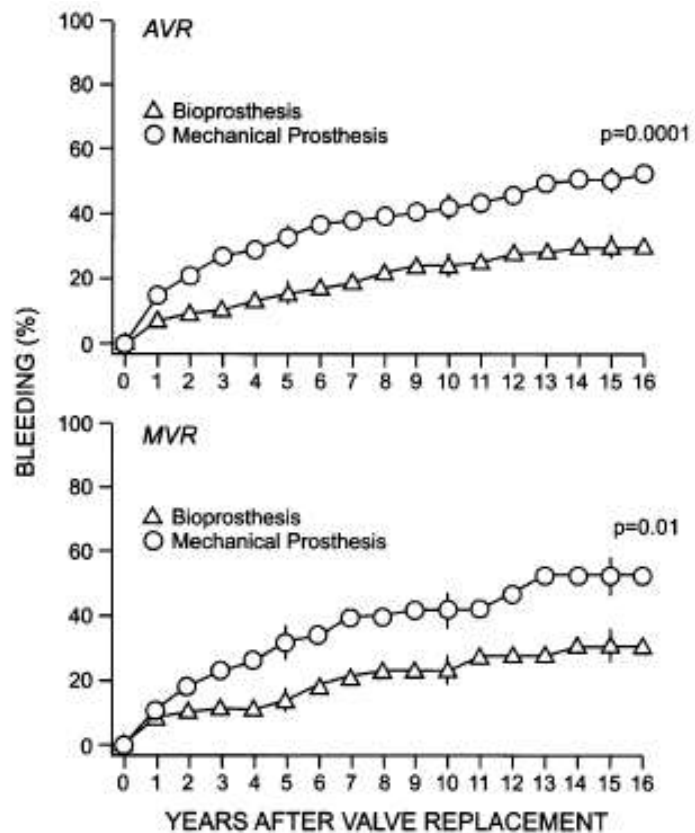 BLEEDING (%)
AVR
Bioprosthesis
Mechanical Prosthesis
p=0.0001
100
80
60
40
20
0
0 1 2 3 4 5 6 7 8 9 10 11 12 13 14 15 16
MVR
Bioprosthesis
Mechanical Prosthesis
p=0.01
100
80
60
40
20
0
0 1 2 3 4 5 6 7 8 9 10 11 12 13 14 15 16
YEARS AFTER VALVE REPLACEMENT